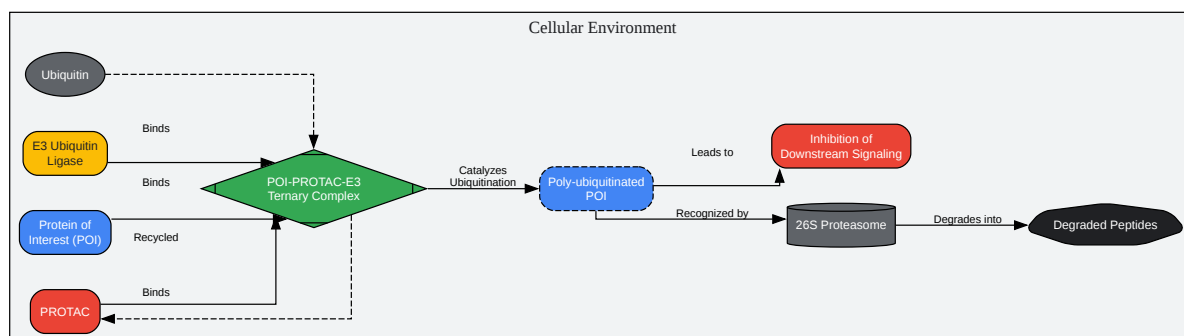 Cellular Environment
Ubiquitin
Binds
E3 Ubiquitin
Ligase
Binds
POI-PROTAC-E3
Ternary Complex
Catalyzes
Ubiquitination
Poly-ubiquitinated
POI
Leads to
Inhibition of
Downstream Signaling
Protein of
Interest (POI)
Recycled
Recognized by
26S Proteasome
Degrades into
Degraded Peptides
Binds
PROTAC